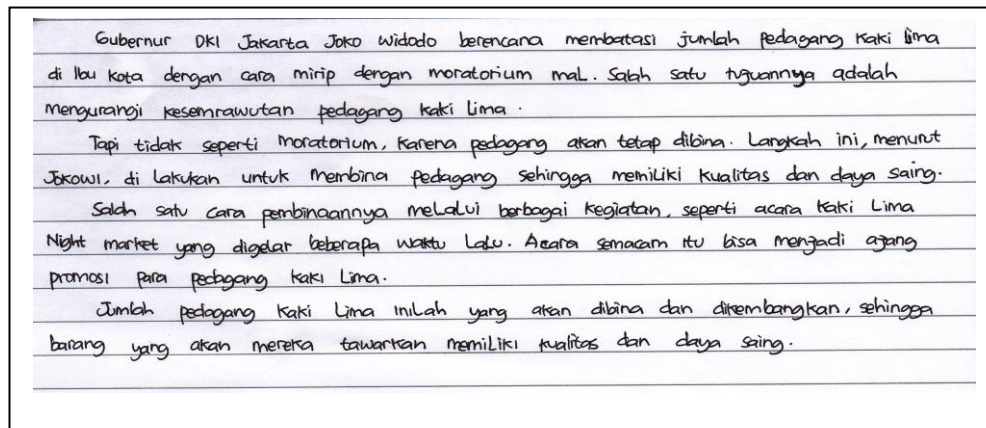 Gubernur DKI Jakarta Joko Widodo berencana membatasi jumlah pedagang kaki lima
di Ibu kota dengan cara mirip dengan moratorium mal. Salah satu tujuannya adalah
mengurangi kesemrawutan pedagang kaki lima.
Tapi tidak seperti moratorium, karena pedagang akan tetap dibina. Langkah ini, menurut
Jokowi, di lakukan untuk membina pedagang sehingga memiliki kualitas dan daya saing.
Salah satu cara pembinaannya melalui berbagai kegiatan, seperti acara kaki Lima
Night market yang digelar beberapa waktu lalu. Acara semacam itu bisa menjadi ajang
promosi para pedagang kaki Lima.
Jumlah pedagang kaki Lima inilah yang akan dibina dan dikembangkan, sehingga
barang yang akan mereka tawarkan memiliki kualitas dan daya saing.